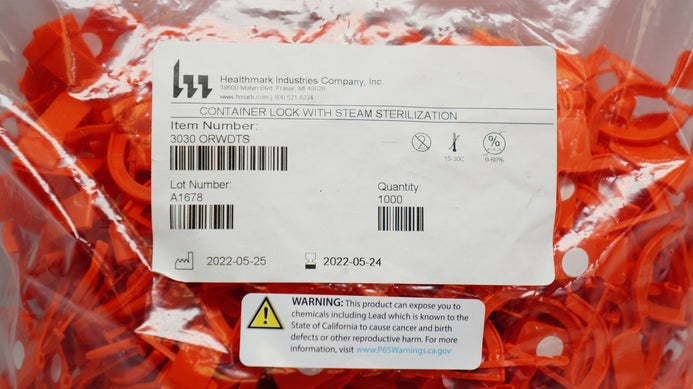 Healthmark Industries Company, Inc.
18600 Malyn Blvd. Fraser, MI 48026
www.hmark.com | 800.521.6224
CONTAINER LOCK WITH STEAM STERILIZATION
Item Number:
3030 ORWDTS
15-30C
0-60%
Lot Number:
A1678
Quantity:
1000
2022-05-25
2022-05-24
WARNING: This product can expose you to
chemicals including Lead which is known to the
State of California to cause cancer and birth
defects or other reproductive harm. For more
information, visit www.P65Warnings.ca.gov